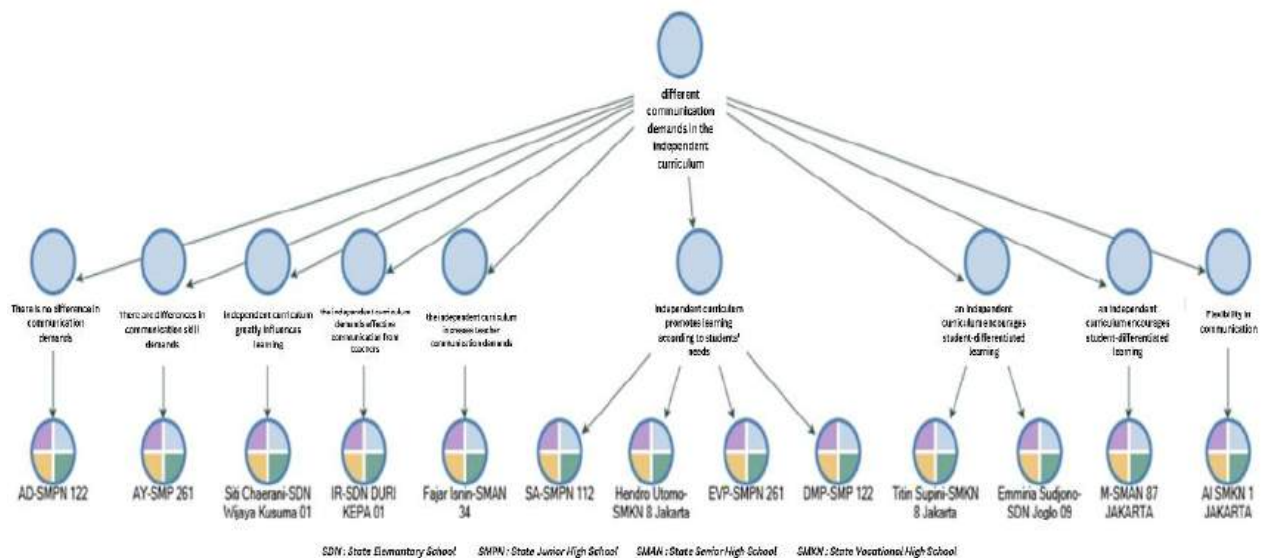 different
communication
demands in the
independent
curriculum
There is no difference in
communication
demands
there are differences in
communication skill
demands
independent curriculum
greatly influences
learning
the independent curriculum
demands effective
communication from
teachers
the independent curriculum
increases teacher
communication demands
Independent curriculum
promotes learning
according to students'
needs
an independent
curriculum encourages
student-differentiated
learning
an independent
curriculum encourages
student-differentiated
learning
Flexibility in
communication
AD-SMPN 122
AY-SMP 261
Siti Chaerani-SDN
Wijaya Kusuma 01
IR-SDN DURI
KEPA 01
Fajar Isnin-SMAN
34
SA-SMPN 112
Hendro Utomo-
SMKN 8 Jakarta
EVP-SMPN 261
DMP-SMP 122
Titin Supini-SMKN
8 Jakarta
Emminia Sudjono-
SDN Joglo 09
M-SMAN 87
JAKARTA
AI SMKN 1
JAKARTA
SDN : State Elementary School SMPN : State Junior High School SMAN : State Senior High School SMKN : State Vocational High School